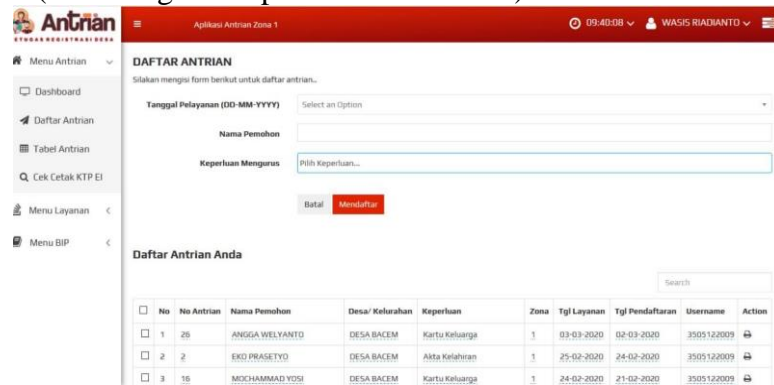 Antrian
PETUGAS REGISTRASI DESA
Aplikasi Antrian Zona 1
09:40:08
WASIS RIADIANTO
Menu Antrian
Dashboard
Daftar Antrian
Tabel Antrian
Cek Cetak KTP El
Menu Layanan
Menu BIP
DAFTAR ANTRIAN
Silakan mengisi form berikut untuk daftar antrian..
Tanggal Pelayanan (DD-MM-YYYY) Select an Option
Nama Pemohon
Keperluan Mengurus Pilih Keperluan...
Batal Mendaftar
Daftar Antrian Anda
Search
No No Antrian Nama Pemohon Desa/ Kelurahan Keperluan Zona Tgl Layanan Tgl Pendaftaran Username Action
1 26 ANGGA WELYANTO DESA BACEM Kartu Keluarga 1 03-03-2020 02-03-2020 3505122009
2 2 EKO PRASETYO DESA BACEM Akta Kelahiran 1 25-02-2020 24-02-2020 3505122009
3 16 MOCHAMMAD YOSI DESA BACEM Kartu Keluarga 1 24-02-2020 21-02-2020 3505122009